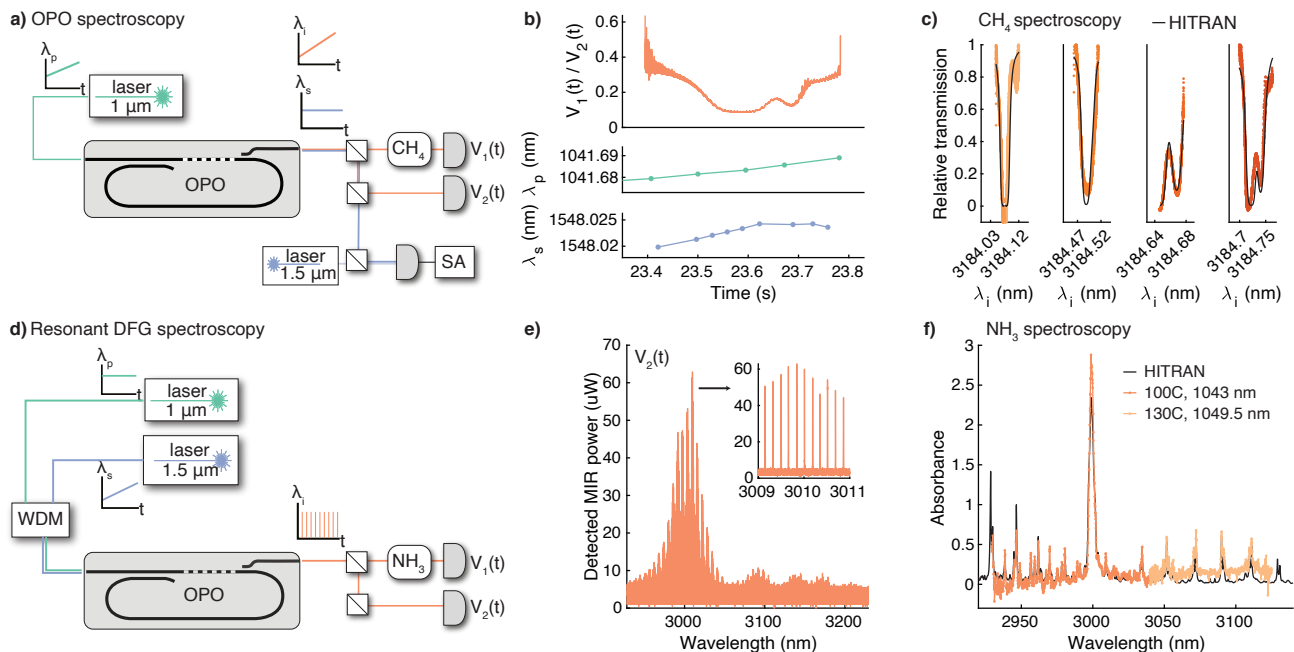 a) OPO spectroscopy
λp
t
laser
1 μm
λi
t
λs
t
OPO
CH4
V1(t)
V2(t)
laser
1.5 μm
SA
b)
V1(t) / V2(t)
0.6
0.4
0.2
0
λp (nm)
1041.69
1041.68
λs (nm)
1548.025
1548.02
23.4 23.5 23.6 23.7 23.8
Time (s)
c) CH4 spectroscopy — HITRAN
Relative transmission
1
0.8
0.6
0.4
0.2
0
3184.03 3184.12 3184.47 3184.52 3184.64 3184.68 3184.7 3184.75
λi (nm) λi (nm) λi (nm) λi (nm)
d) Resonant DFG spectroscopy
λp
t
laser
1 μm
laser
1.5 μm
λs
t
WDM
λi
t
OPO
NH3
V1(t)
V2(t)
e)
V2(t)
Detected MIR power (uW)
70
60
50
40
30
20
10
0
3000 3100 3200
Wavelength (nm)
60
40
20
0
3009 3010 3011
f) NH3 spectroscopy
HITRAN
100C, 1043 nm
130C, 1049.5 nm
Absorbance
3
2.5
2
1.5
1
0.5
0
2950 3000 3050 3100
Wavelength (nm)